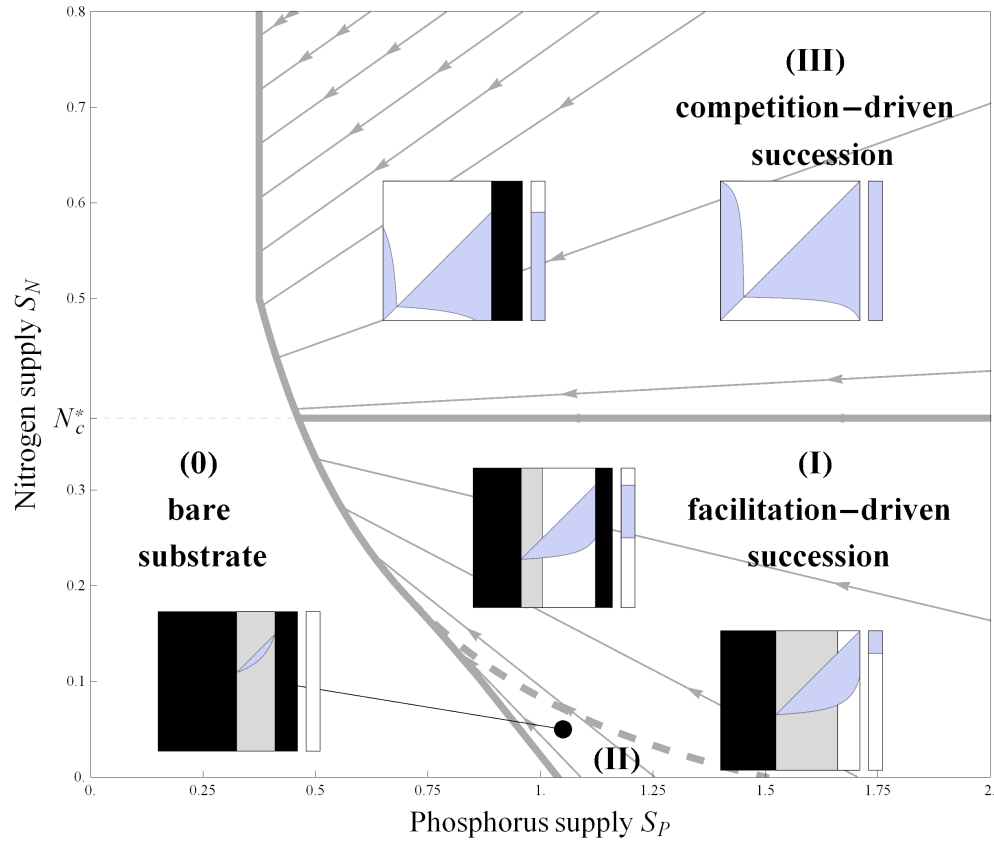 0.8
(III)
competition–driven
succession
0.7
0.6
0.5
Nitrogen supply S_N
N_c^*
(0)
bare
substrate
(I)
facilitation–driven
succession
0.3
0.2
0.1
(II)
0.
0.
0.25
0.5
0.75
1.
1.25
1.5
1.75
2.
Phosphorus supply S_P